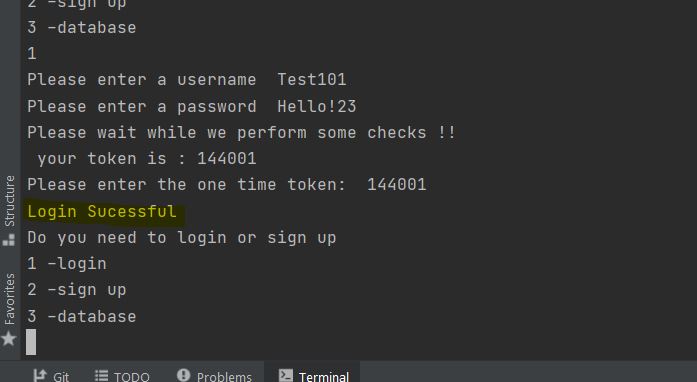 2 -sign up
3 -database
1
Please enter a username  Test101
Please enter a password  Hello!23
Please wait while we perform some checks !!
 your token is : 144001
Please enter the one time token:  144001
Login Sucessful
Do you need to login or sign up
1 -login
2 -sign up
3 -database
Structure
Favorites
Git
TODO
Problems
Terminal